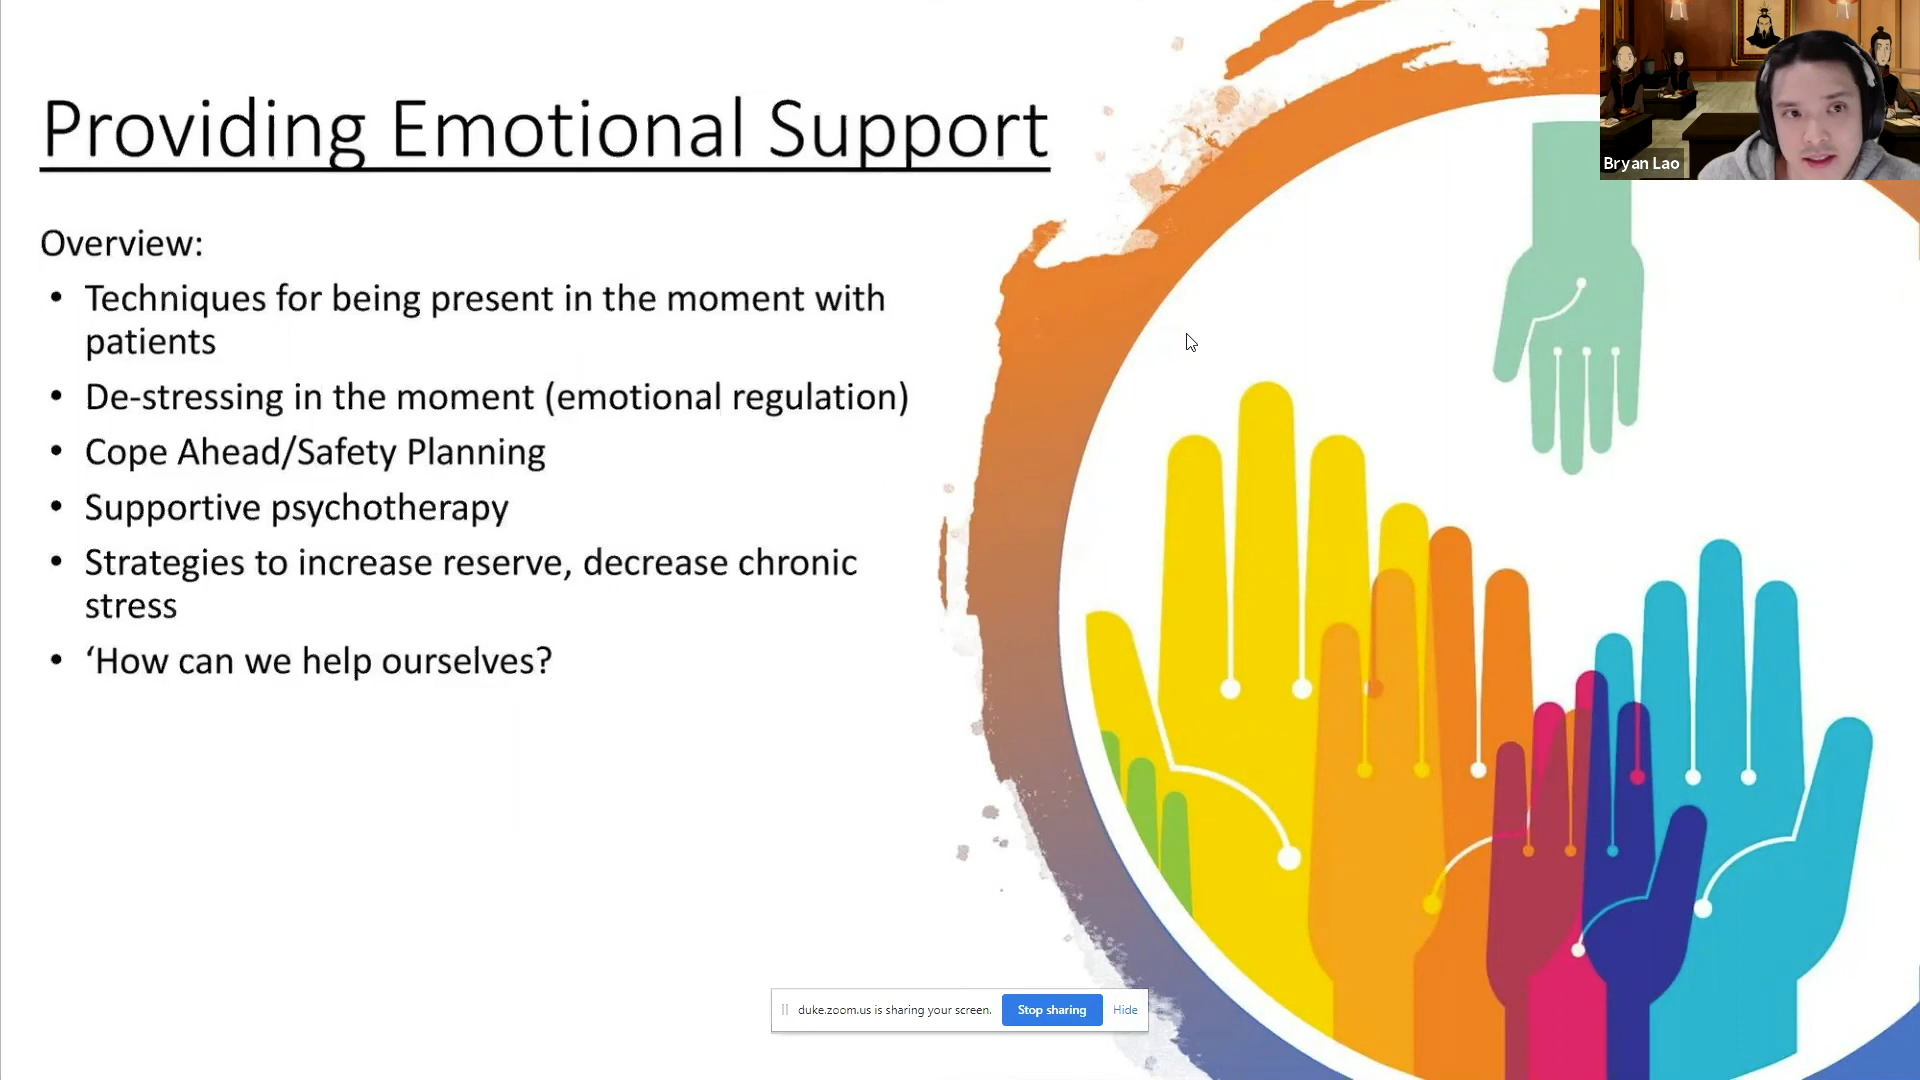 Providing Emotional Support
Bryan Lao
Overview:
• Techniques for being present in the moment with
patients
• De-stressing in the moment (emotional regulation)
• Cope Ahead/Safety Planning
• Supportive psychotherapy
• Strategies to increase reserve, decrease chronic
stress
• ‘How can we help ourselves?
duke.zoom.us is sharing your screen. Stop sharing Hide